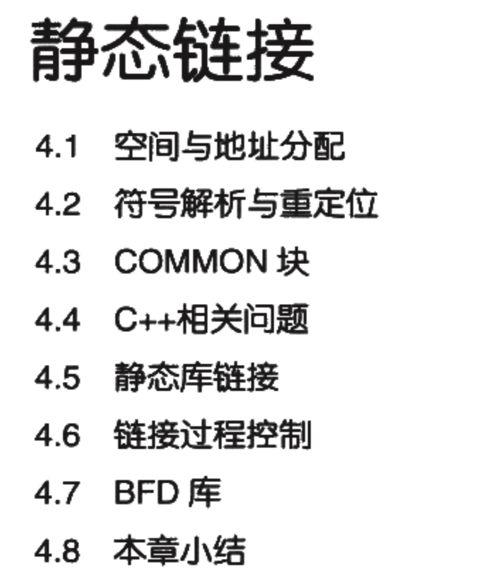 静态链接
4.1 空间与地址分配
4.2 符号解析与重定位
4.3 COMMON 块
4.4 C++相关问题
4.5 静态库链接
4.6 链接过程控制
4.7 BFD 库
4.8 本章小结